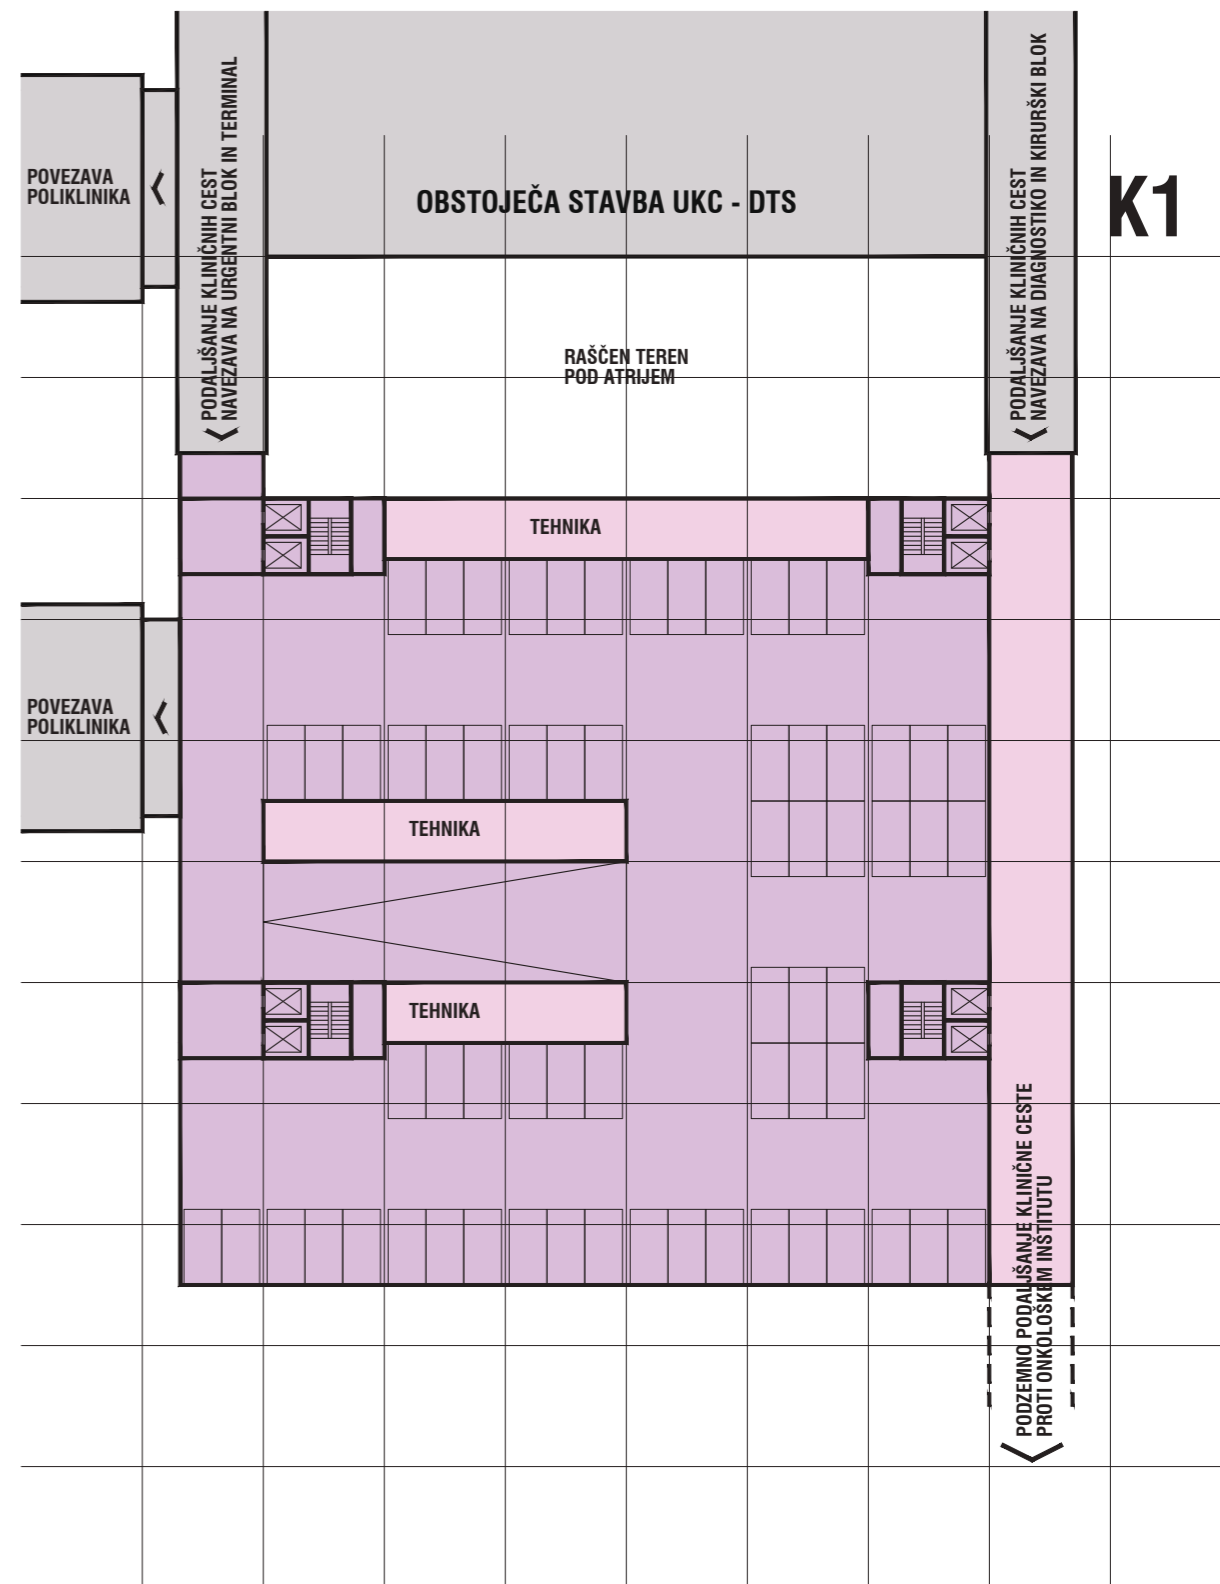 PODALJŠANJE KLINIČNIH CEST
NAVEZAVA NA URGENTNI BLOK IN TERMINAL
PODALJŠANJE KLINIČNIH CEST
NAVEZAVA NA DIAGNOSTIKO IN KIRURŠKI BLOK
POVEZAVA
POLIKLINIKA
OBSTOJEČA STAVBA UKC - DTS
K1
RAŠČEN TEREN
POD ATRIJEM
TEHNIKA
POVEZAVA
POLIKLINIKA
TEHNIKA
TEHNIKA
PODZEMNO PODALJŠANJE KLINIČNE CESTE
PROTI ONKOLOŠKEM INŠTITUTU